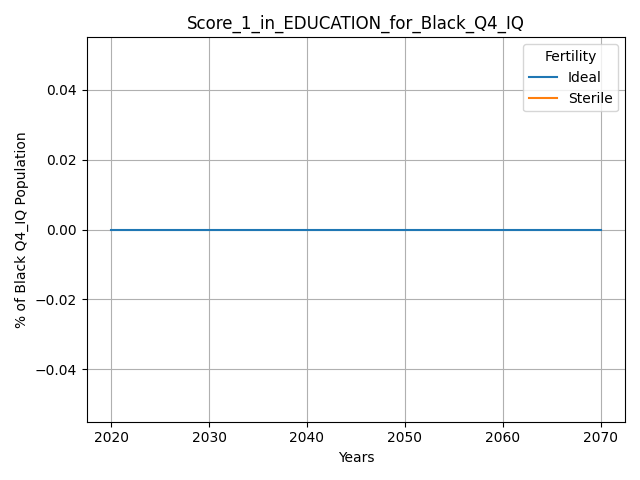 Score_1_in_EDUCATION_for_Black_Q4_IQ
Fertility
Ideal
Sterile
% of Black Q4_IQ Population
0.04
0.02
0.00
−0.02
−0.04
2020 2030 2040 2050 2060 2070
Years